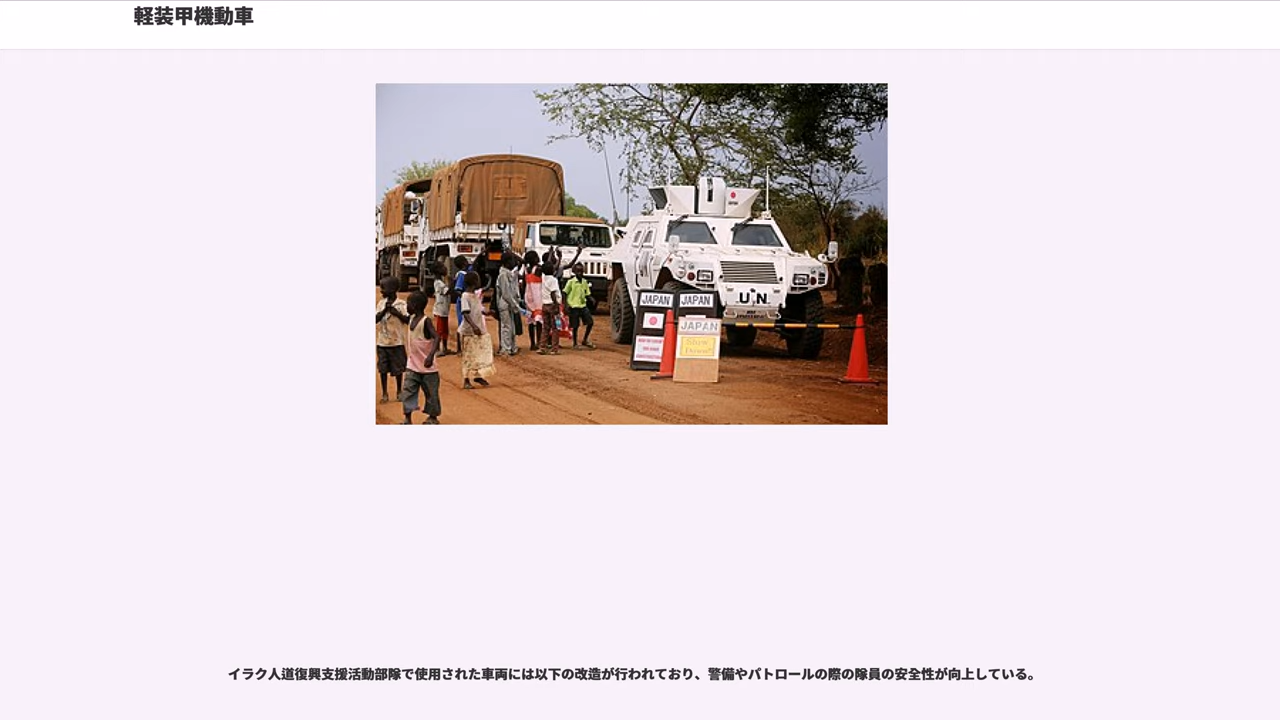 軽装甲機動車
UN
JAPAN JAPAN
JAPAN
Slow
Down!!
イラク人道復興支援活動部隊で使用された車両には以下の改造が行われており、警備やパトロールの際の隊員の安全性が向上している。